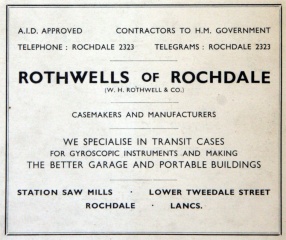 A.I.D. APPROVED CONTRACTORS TO H.M. GOVERNMENT
TELEPHONE : ROCHDALE 2323 TELEGRAMS : ROCHDALE 2323
ROTHWELLS OF ROCHDALE
(W. H. ROTHWELL & CO.)
CASEMAKERS AND MANUFACTURERS
WE SPECIALISE IN TRANSIT CASES
FOR GYROSCOPIC INSTRUMENTS AND MAKING
THE BETTER GARAGE AND PORTABLE BUILDINGS
STATION SAW MILLS · LOWER TWEEDALE STREET
ROCHDALE · LANCS.